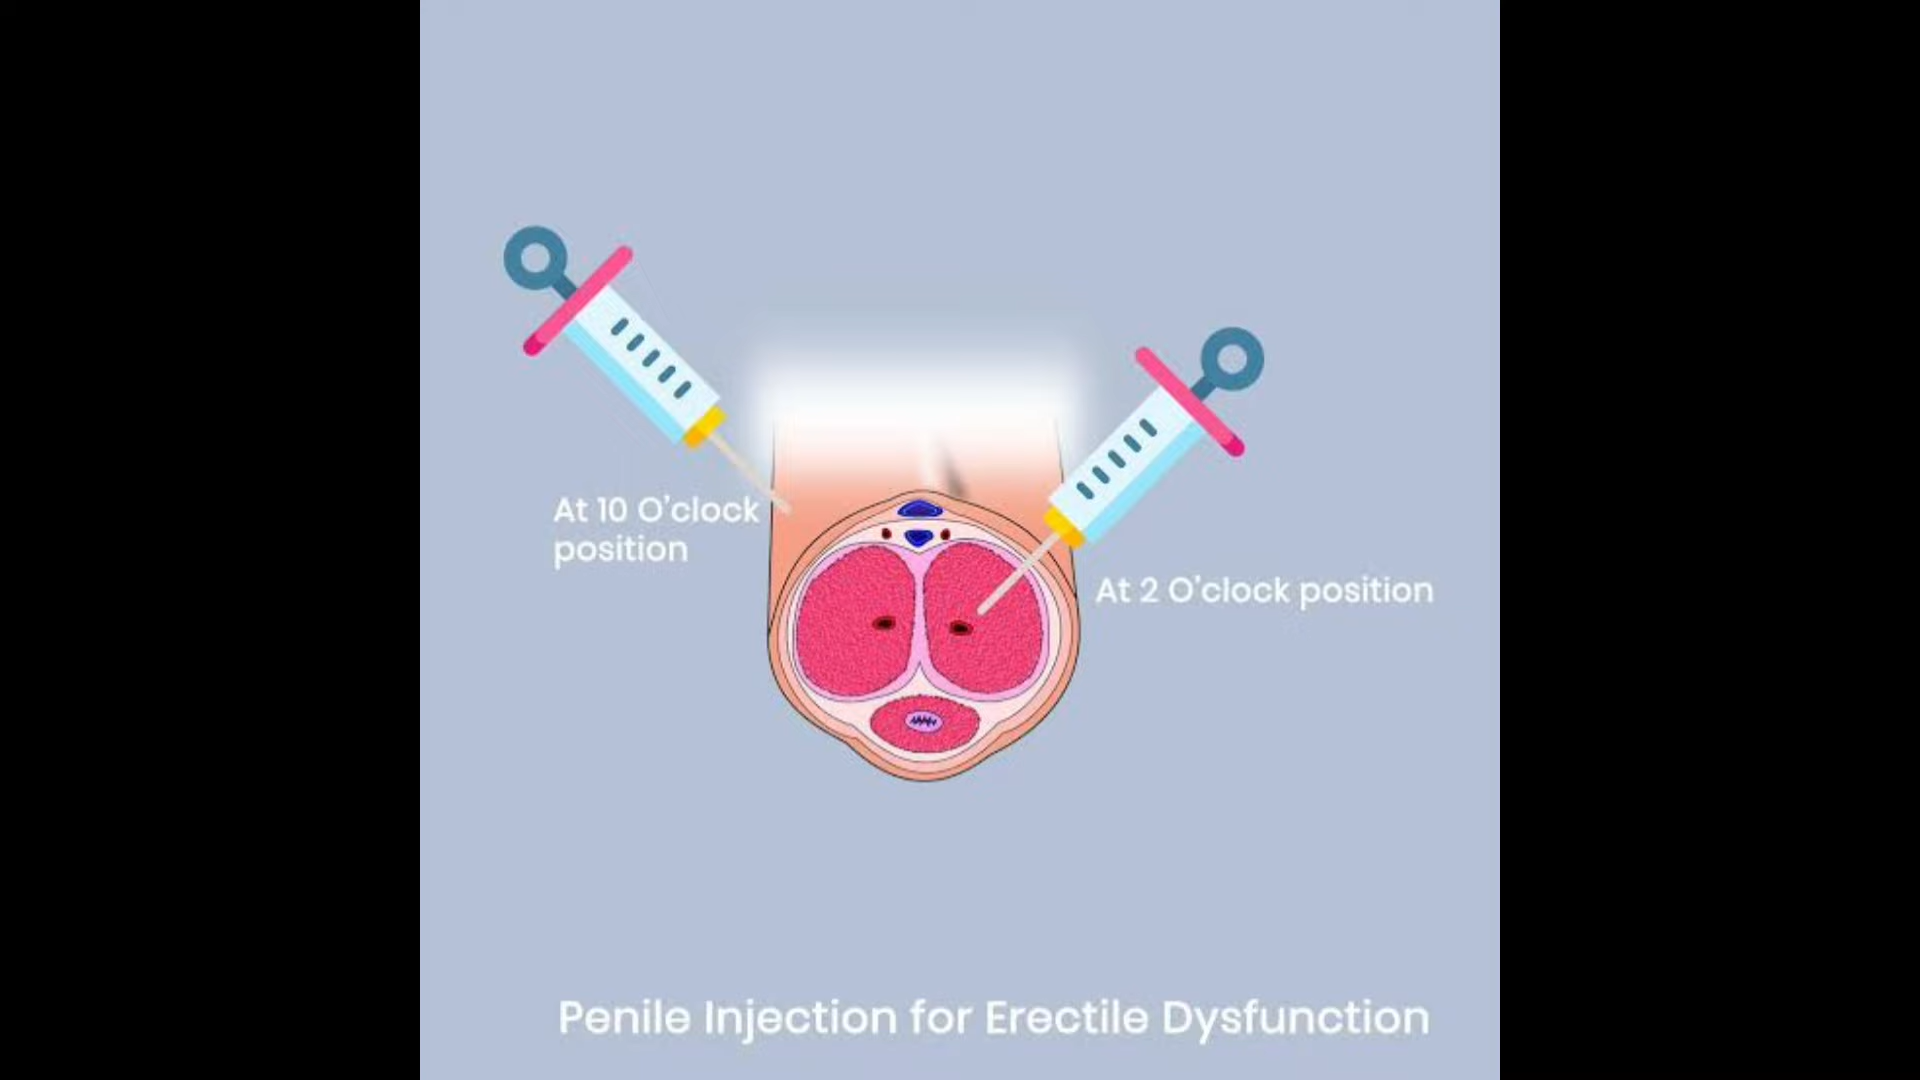 At 10 O'clock
position
At 2 O'clock position
Penile Injection for Erectile Dysfunction